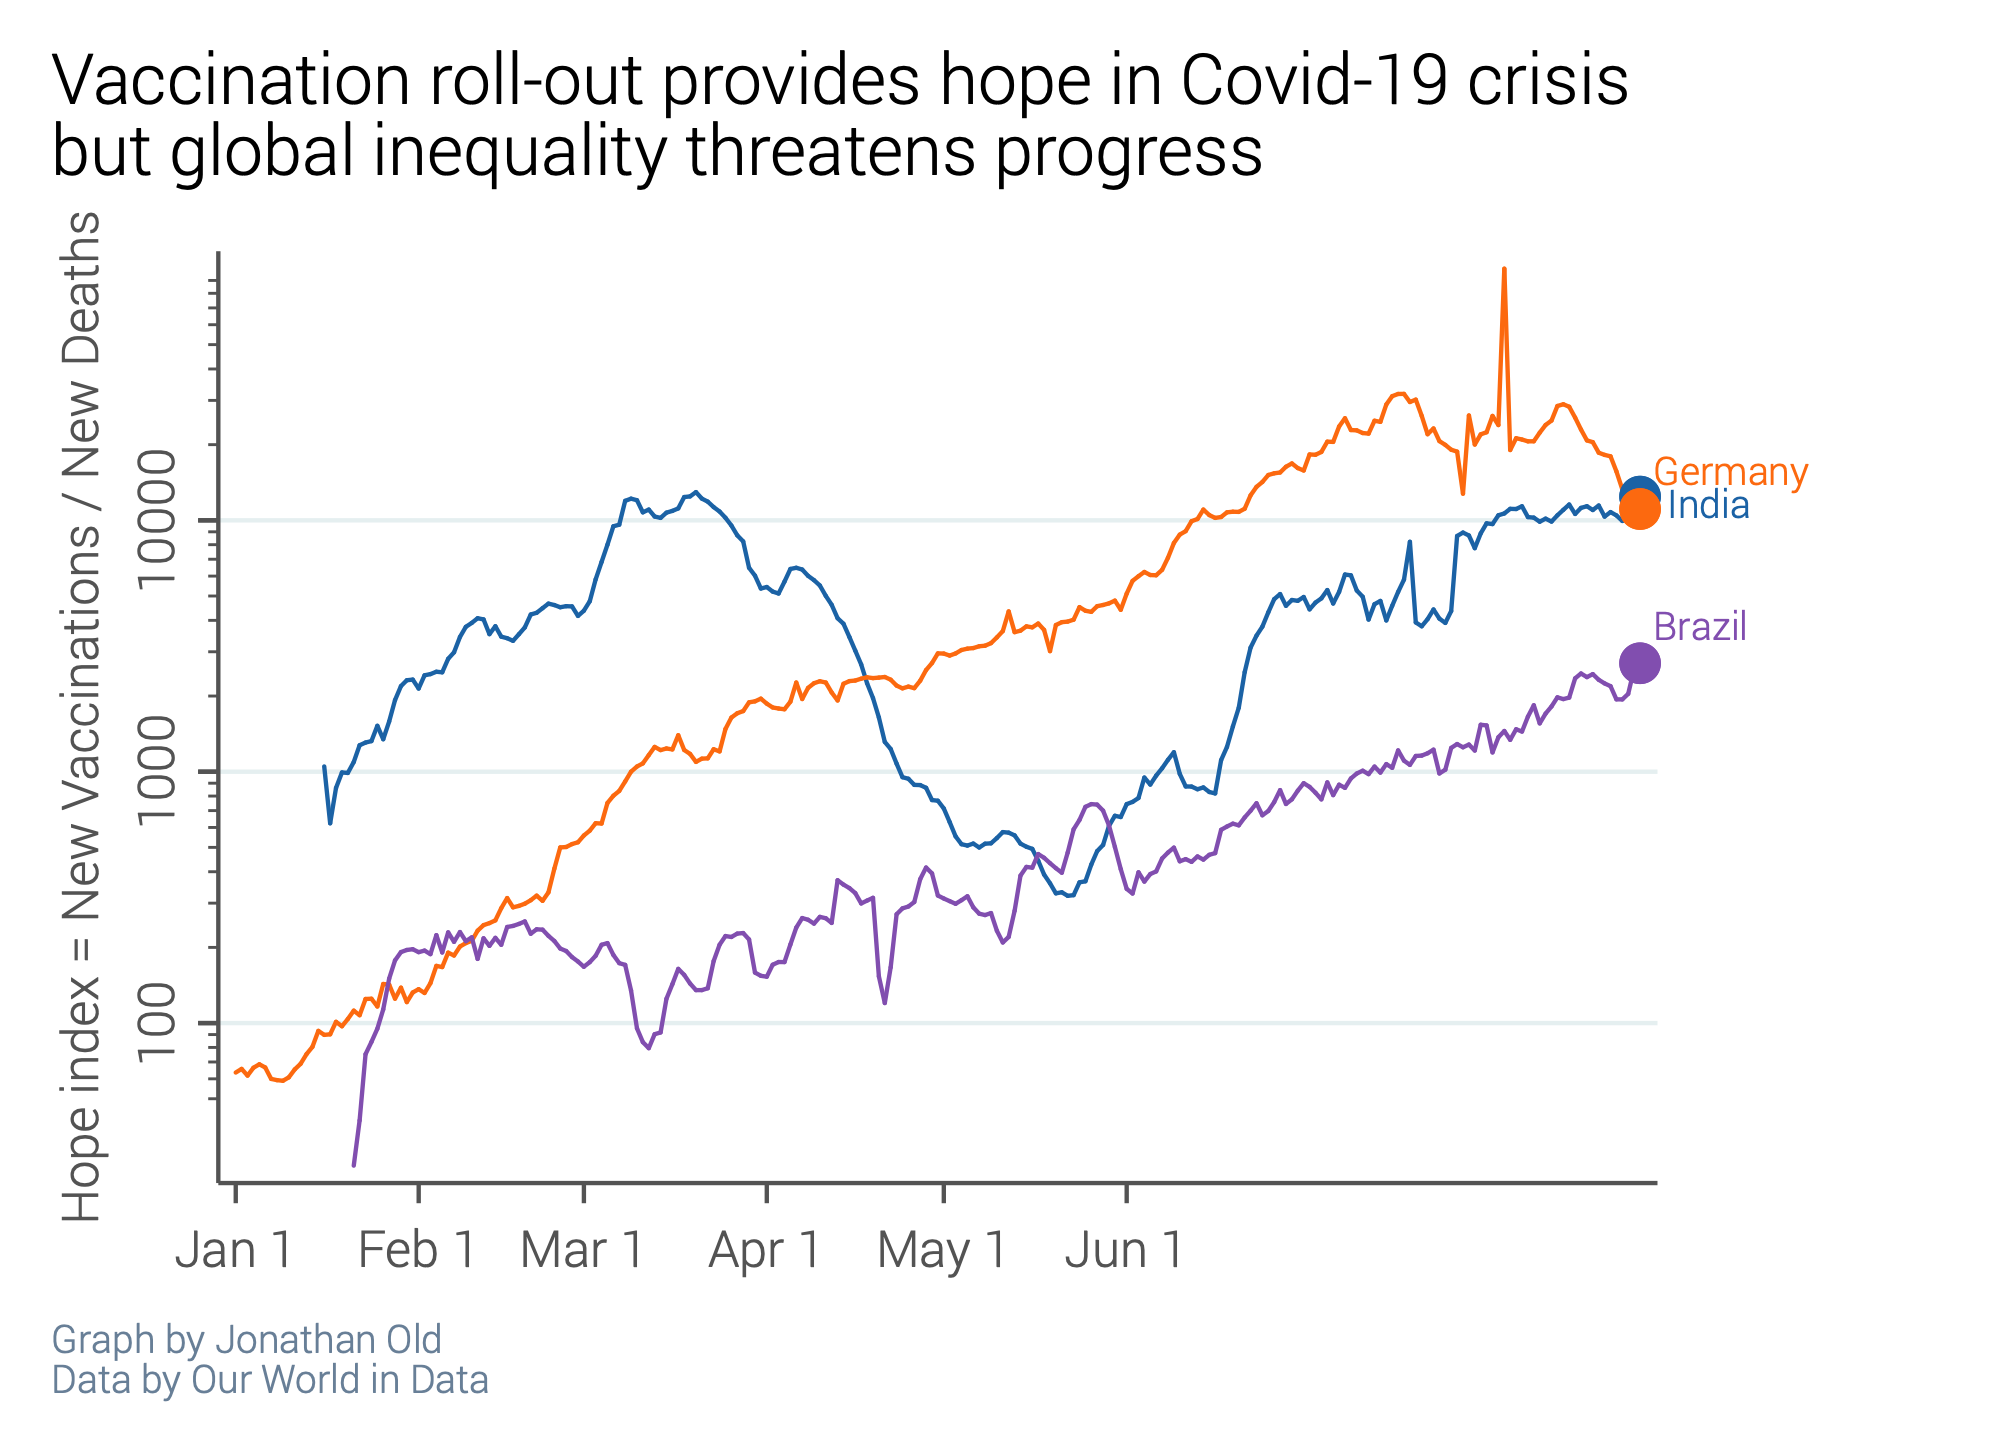 Vaccination roll-out provides hope in Covid-19 crisis
but global inequality threatens progress
Hope index = New Vaccinations / New Deaths
10000
1000
100
Germany
India
Brazil
Jan 1
Feb 1
Mar 1
Apr 1
May 1
Jun 1
Graph by Jonathan Old
Data by Our World in Data